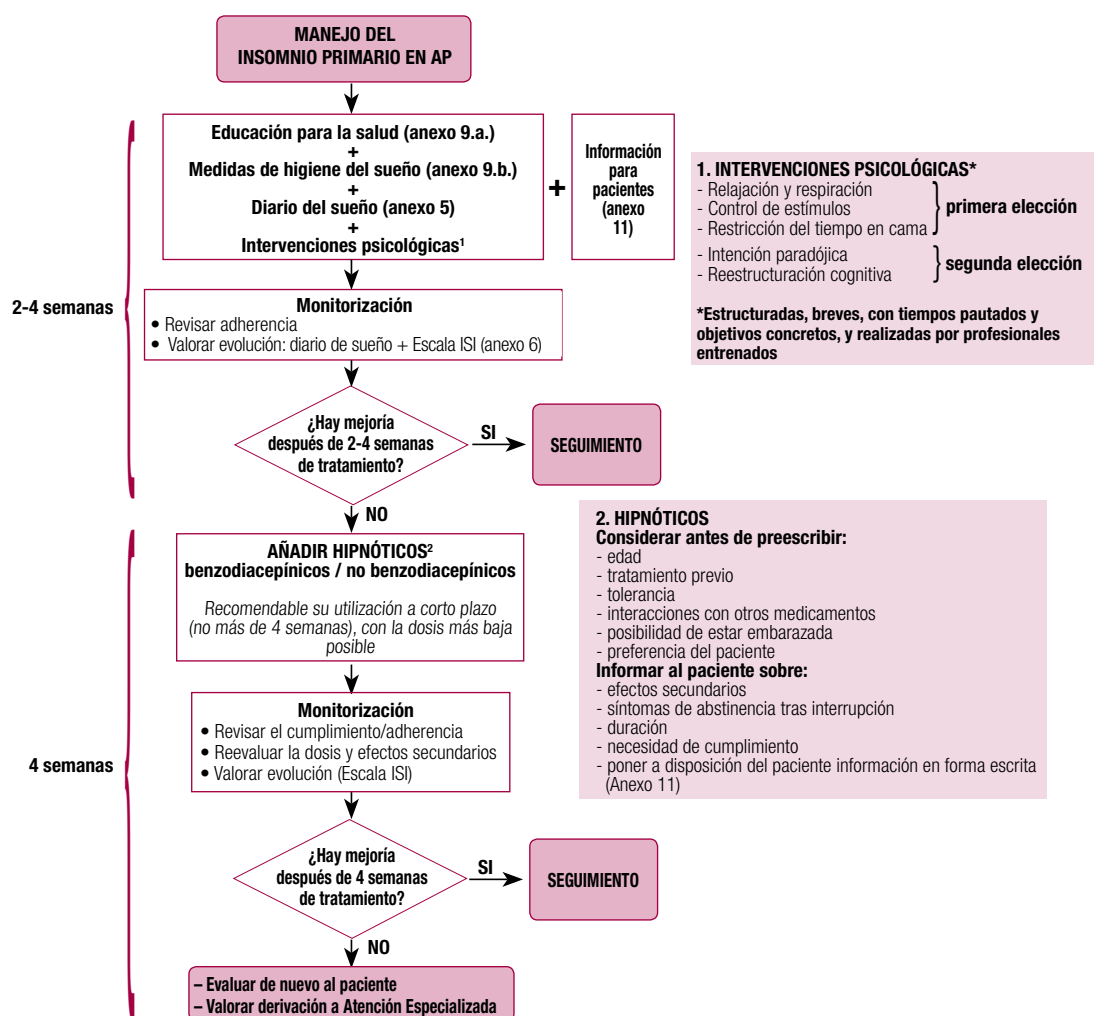 MANEJO DEL
INSOMNIO PRIMARIO EN AP
Educación para la salud (anexo 9.a.)
+
Medidas de higiene del sueño (anexo 9.b.)
+
Diario del sueño (anexo 5)
+
Intervenciones psicológicas¹
+
Información
para
pacientes
(anexo
11)
1. INTERVENCIONES PSICOLÓGICAS*
- Relajación y respiración
- Control de estímulos
- Restricción del tiempo en cama
primera elección
- Intención paradójica
- Reestructuración cognitiva
segunda elección
*Estructuradas, breves, con tiempos pautados y
objetivos concretos, y realizadas por profesionales
entrenados
2-4 semanas
Monitorización
• Revisar adherencia
• Valorar evolución: diario de sueño + Escala ISI (anexo 6)
¿Hay mejoría
después de 2-4 semanas
de tratamiento?
SI
SEGUIMIENTO
NO
AÑADIR HIPNÓTICOS²
benzodiacepínicos / no benzodiacepínicos
Recomendable su utilización a corto plazo
(no más de 4 semanas), con la dosis más baja
posible
2. HIPNÓTICOS
Considerar antes de preescribir:
- edad
- tratamiento previo
- tolerancia
- interacciones con otros medicamentos
- posibilidad de estar embarazada
- preferencia del paciente
Informar al paciente sobre:
- efectos secundarios
- síntomas de abstinencia tras interrupción
- duración
- necesidad de cumplimiento
- poner a disposición del paciente información en forma escrita
(Anexo 11)
4 semanas
Monitorización
• Revisar el cumplimiento/adherencia
• Reevaluar la dosis y efectos secundarios
• Valorar evolución (Escala ISI)
¿Hay mejoría
después de 4 semanas
de tratamiento?
SI
SEGUIMIENTO
NO
– Evaluar de nuevo al paciente
– Valorar derivación a Atención Especializada